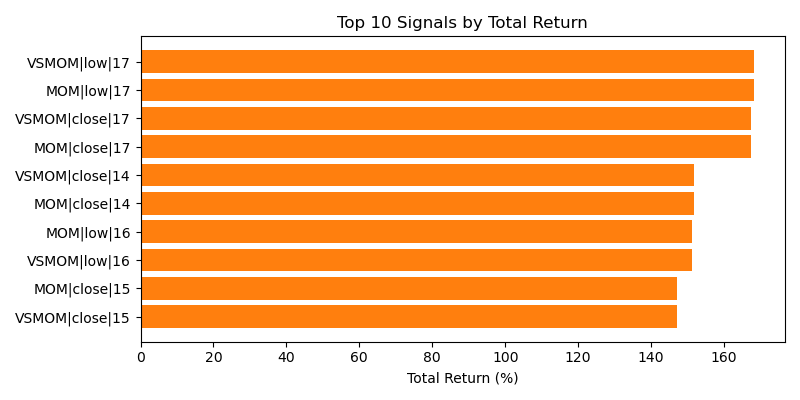 Top 10 Signals by Total Return
VSMOM|low|17
MOM|low|17
VSMOM|close|17
MOM|close|17
VSMOM|close|14
MOM|close|14
MOM|low|16
VSMOM|low|16
MOM|close|15
VSMOM|close|15
0 20 40 60 80 100 120 140 160
Total Return (%)